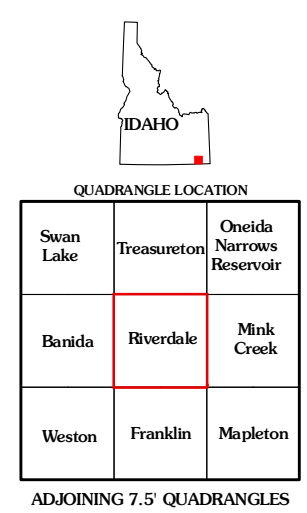 IDAHO
QUADRANGLE LOCATION
Swan
Lake
Treasureton
Oneida
Narrows
Reservoir
Banida
Riverdale
Mink
Creek
Weston
Franklin
Mapleton
ADJOINING 7.5' QUADRANGLES